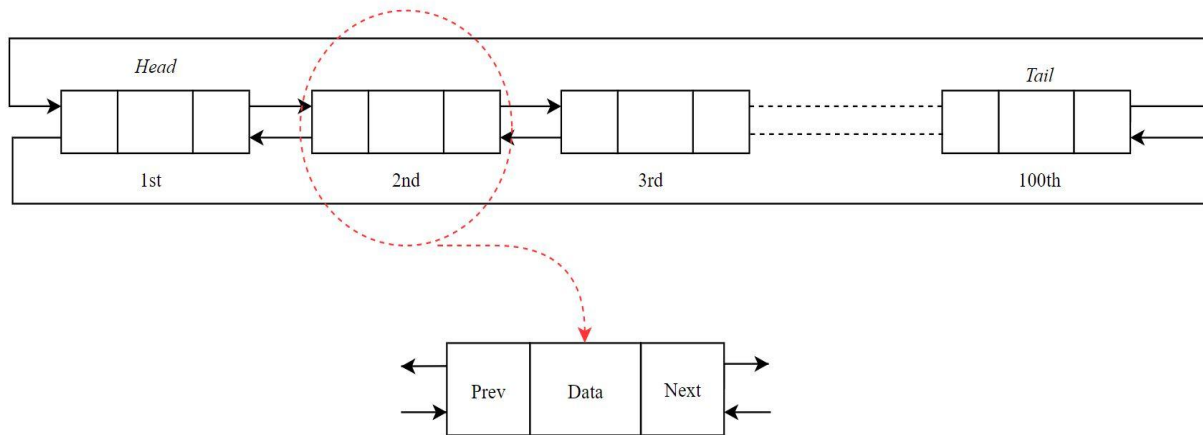 Head
Tail
1st
2nd
3rd
100th
Prev
Data
Next